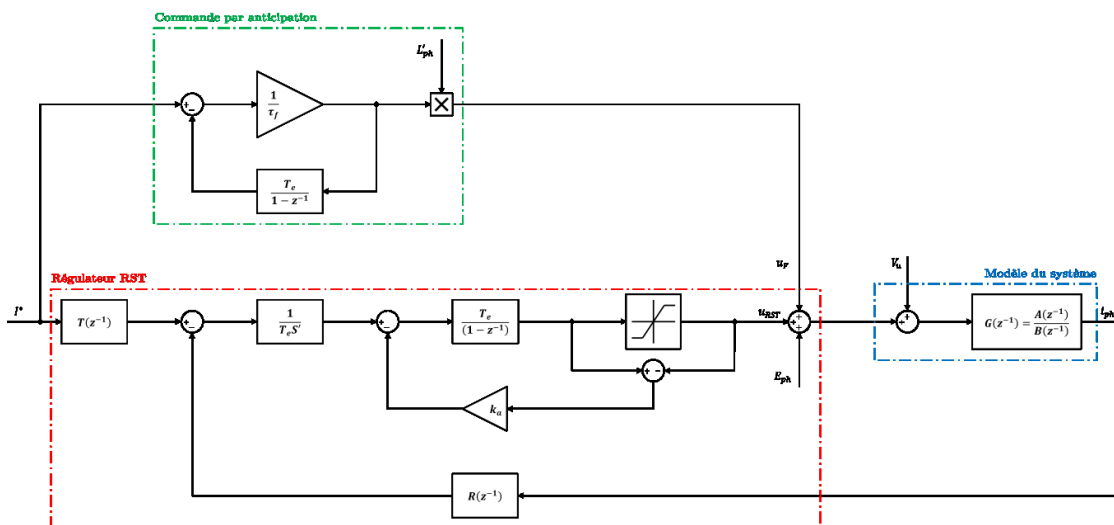 Commande par anticipation
L'ph
+
-
1
τf
×
Te
1 − z⁻¹
uF
Vu
Modèle du système
Régulateur RST
I*
T(z⁻¹)
+
-
1
TeS'
+
-
Te
(1 − z⁻¹)
uRST
+
+
+
+
+
G(z⁻¹) = A(z⁻¹)
B(z⁻¹)
iph
+ -
Eph
ka
R(z⁻¹)